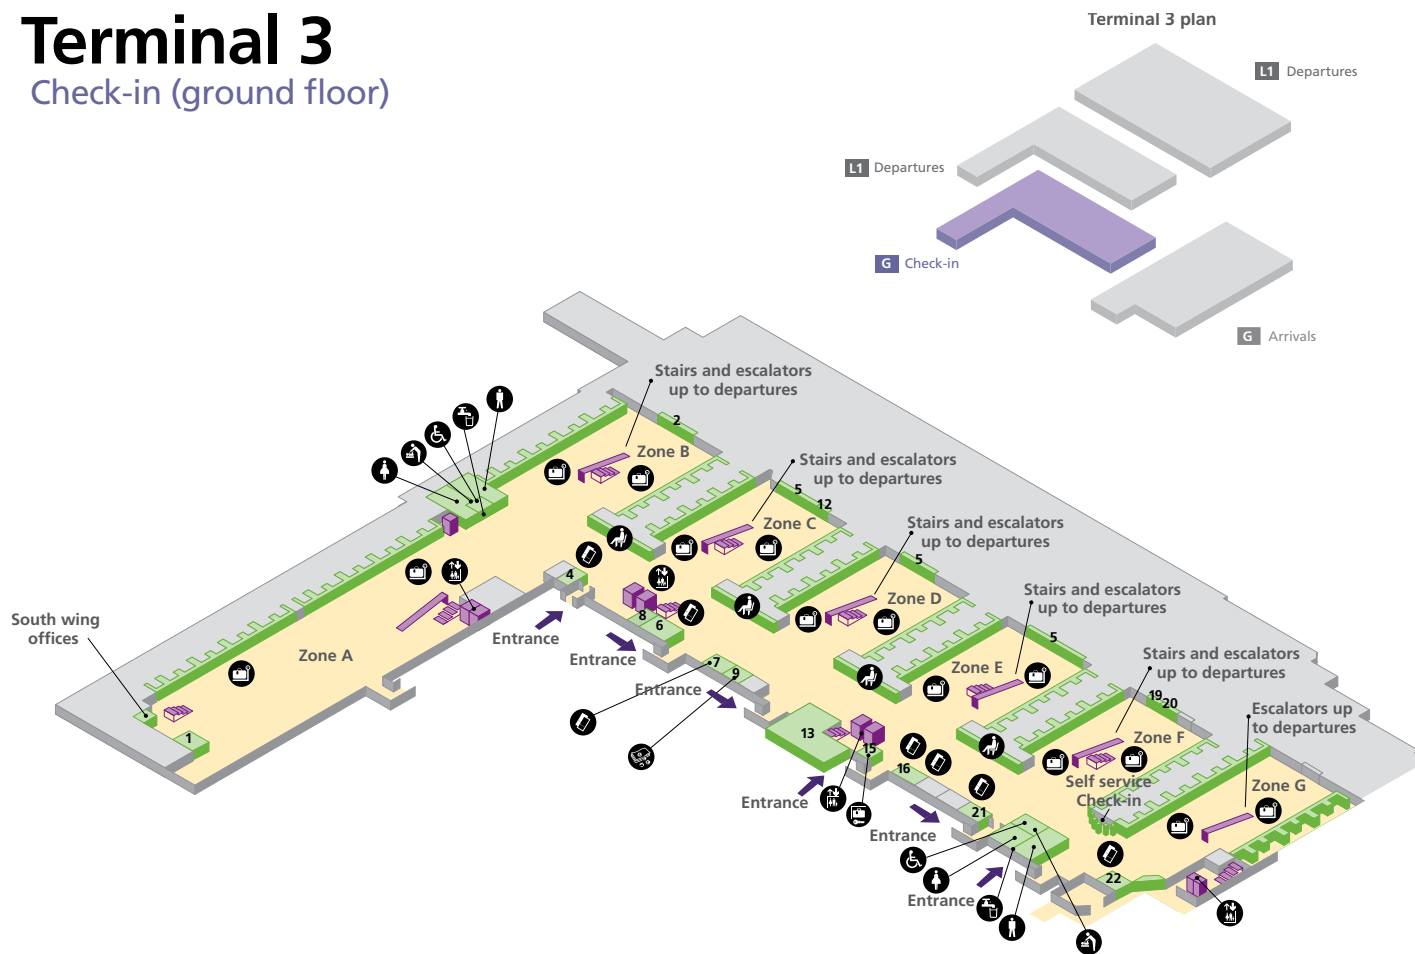 Terminal 3
Check-in (ground floor)
Terminal 3 plan
L1 Departures
L1 Departures
G Check-in
G Arrivals
Stairs and escalators
up to departures
2
Zone B
Stairs and escalators
up to departures
5
12
Zone C
Stairs and escalators
up to departures
5
Zone D
Stairs and escalators
up to departures
5
Zone E
Stairs and escalators
up to departures
19
20
Zone F
Escalators up
to departures
Zone G
Self service
Check-in
South wing
offices
Zone A
1
4
Entrance
8
6
Entrance
7
9
Entrance
13
15
16
Entrance
21
Entrance
Entrance
22